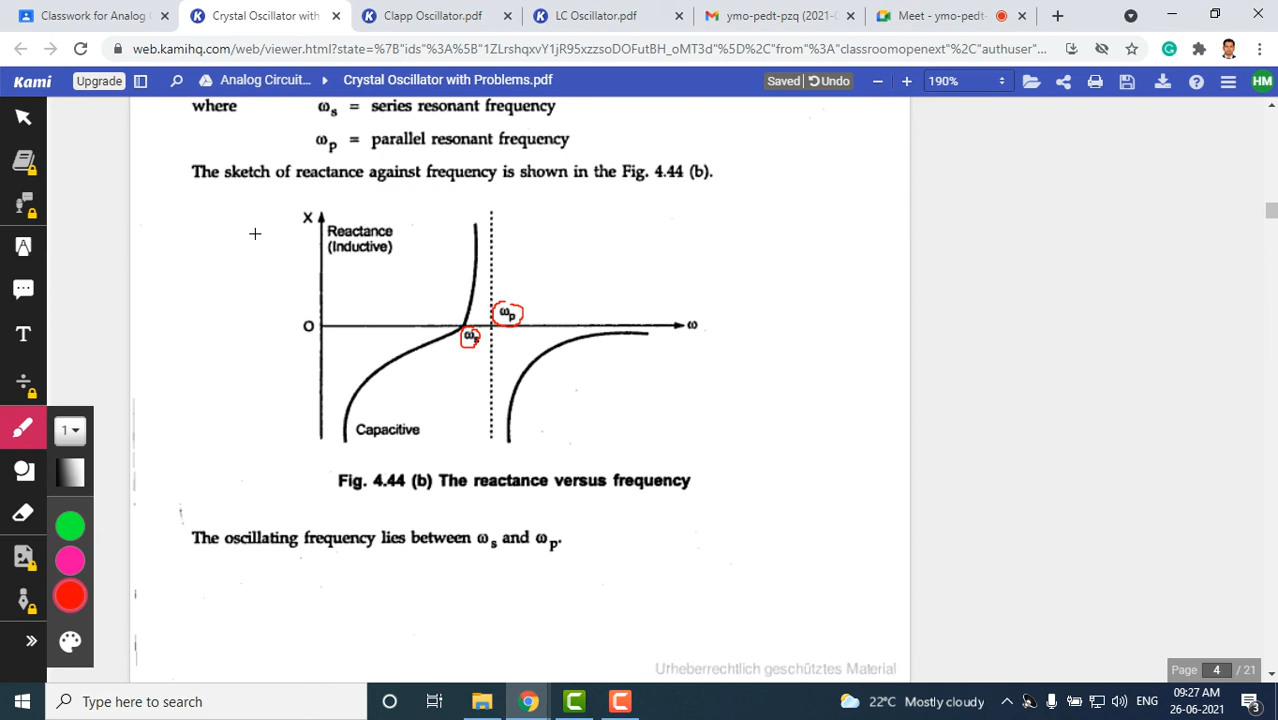 Classwork for Analog
Crystal Oscillator with
Clapp Oscillator.pdf
LC Oscillator.pdf
ymo-pedt-pzq (2021-
Meet - ymo-pedt-
web.kamihq.com/web/viewer.html?state=%7B"ids"%3A%5B"1ZLrshqxvY1jR95xzzsoDOFutBH_oMT3d"%5D%2C"from"%3A"classroomopenext"%2C"authuser"...
Kami
Upgrade
Analog Circuit...
Crystal Oscillator with Problems.pdf
Saved
Undo
190%
HM
where ωs = series resonant frequency
ωp = parallel resonant frequency
The sketch of reactance against frequency is shown in the Fig. 4.44 (b).
X
Reactance
(Inductive)
ωp
O
ω
ωs
Capacitive
Fig. 4.44 (b) The reactance versus frequency
The oscillating frequency lies between ωs and ωp.
Urheberrechtlich geschütztes Material
Page 4 / 21
1
T
Type here to search
22°C Mostly cloudy
ENG
09:27 AM
26-06-2021
3